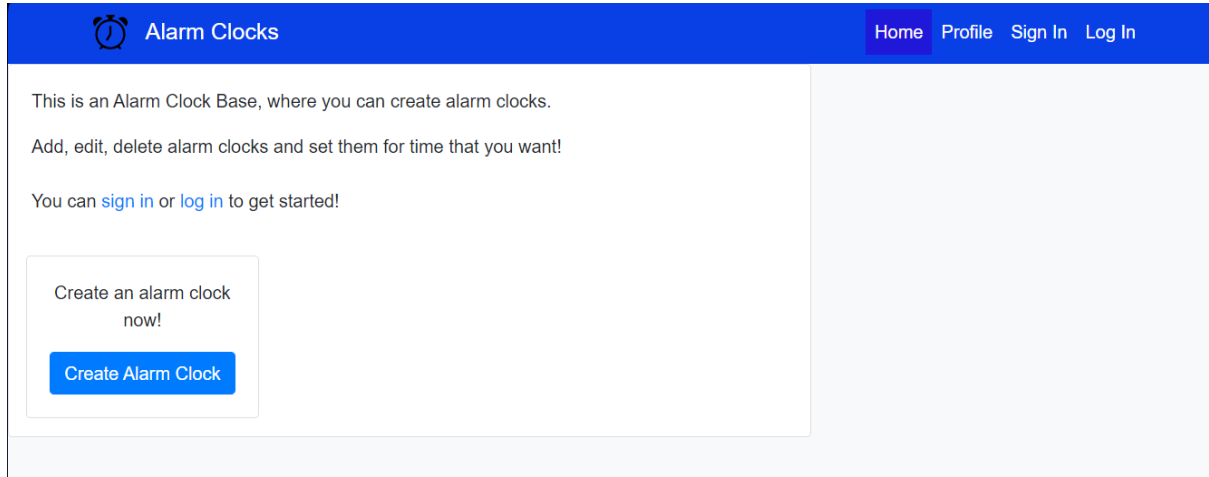 Alarm Clocks
Home Profile Sign In Log In
This is an Alarm Clock Base, where you can create alarm clocks.
Add, edit, delete alarm clocks and set them for time that you want!
You can sign in or log in to get started!
Create an alarm clock
now!
Create Alarm Clock